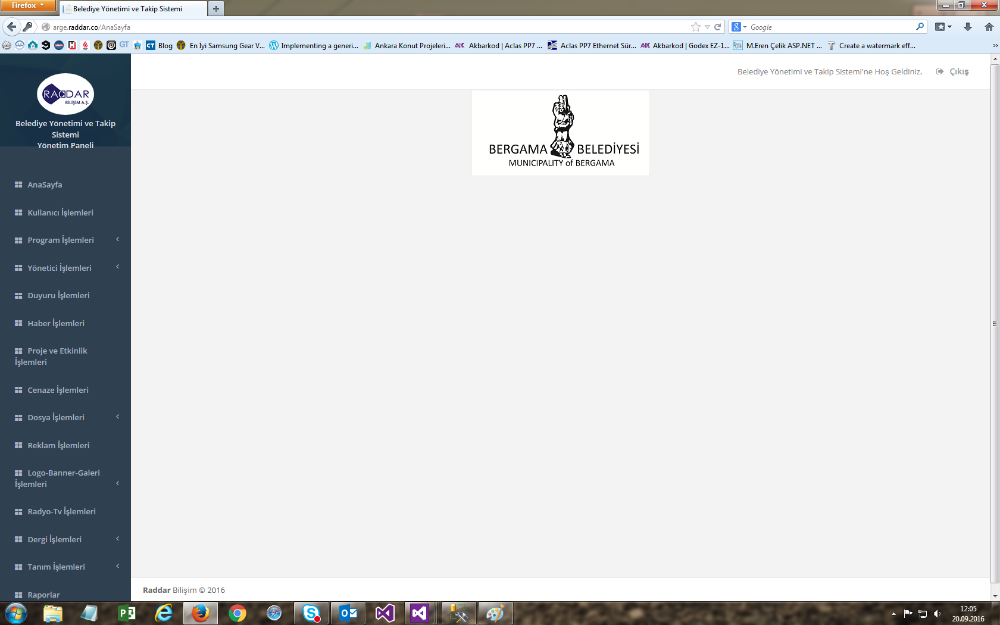 Firefox
Belediye Yönetimi ve Takip Sistemi
arge.raddar.co/AnaSayfa
Google
GT
CT Blog
En İyi Samsung Gear V...
Implementing a generi...
Ankara Konut Projeleri...
Akbarkod | Aclas PP7 ...
Aclas PP7 Ethernet Sür...
Akbarkod | Godex EZ-1...
M.Eren Çelik ASP.NET ...
Create a watermark eff...
RADDAR
BİLİŞİM A.Ş.
Belediye Yönetimi ve Takip
Sistemi
Yönetim Paneli
Belediye Yönetimi ve Takip Sistemi'ne Hoş Geldiniz.
Çıkış
BERGAMA BELEDİYESİ
MUNICIPALITY of BERGAMA
AnaSayfa
Kullanıcı İşlemleri
Program İşlemleri
Yönetici İşlemleri
Duyuru İşlemleri
Haber İşlemleri
Proje ve Etkinlik
İşlemleri
Cenaze İşlemleri
Dosya İşlemleri
Reklam İşlemleri
Logo-Banner-Galeri
İşlemleri
Radyo-Tv İşlemleri
Dergi İşlemleri
Tanım İşlemleri
Raporlar
Raddar Bilişim © 2016
12:05
20.09.2016